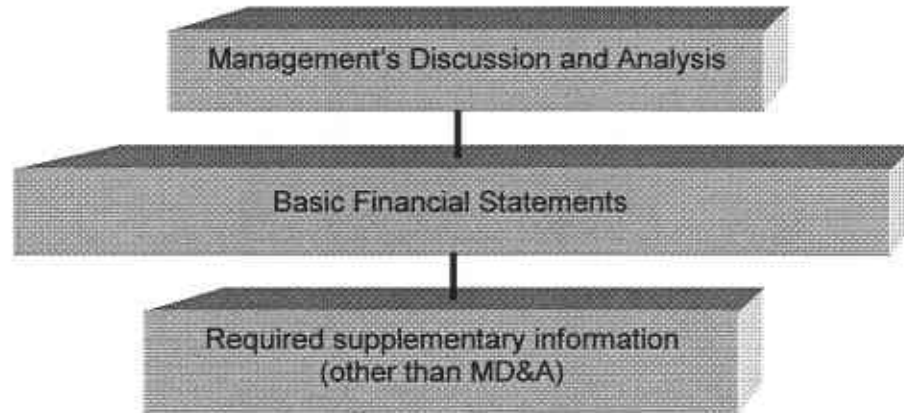 Management's Discussion and Analysis
Basic Financial Statements
Required supplementary information
(other than MD&A)